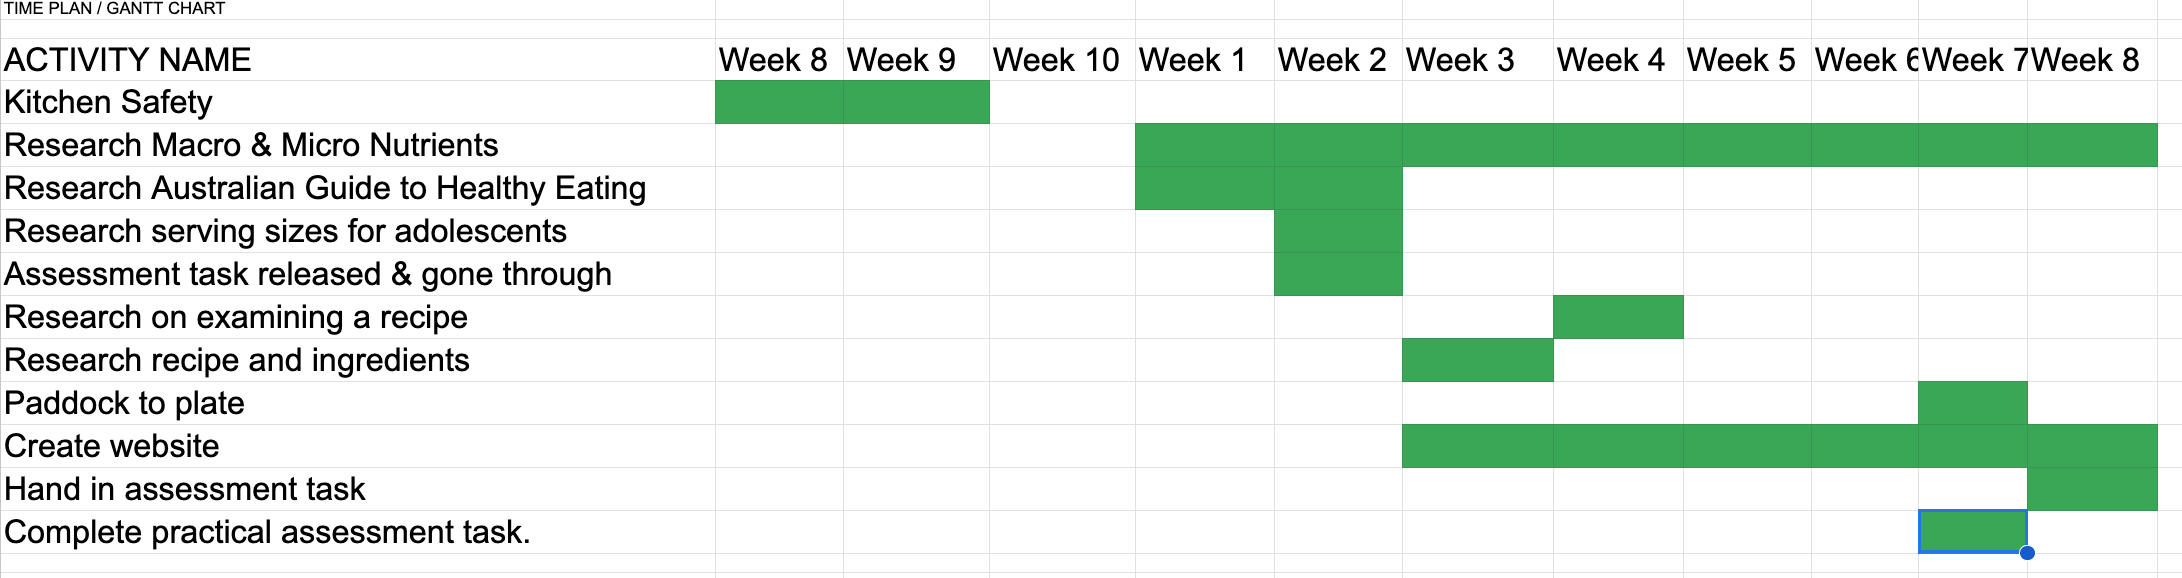 TIME PLAN / GANTT CHART
ACTIVITY NAME Week 8 Week 9 Week 10 Week 1 Week 2 Week 3 Week 4 Week 5 Week 6 Week 7 Week 8
Kitchen Safety
Research Macro & Micro Nutrients
Research Australian Guide to Healthy Eating
Research serving sizes for adolescents
Assessment task released & gone through
Research on examining a recipe
Research recipe and ingredients
Paddock to plate
Create website
Hand in assessment task
Complete practical assessment task.